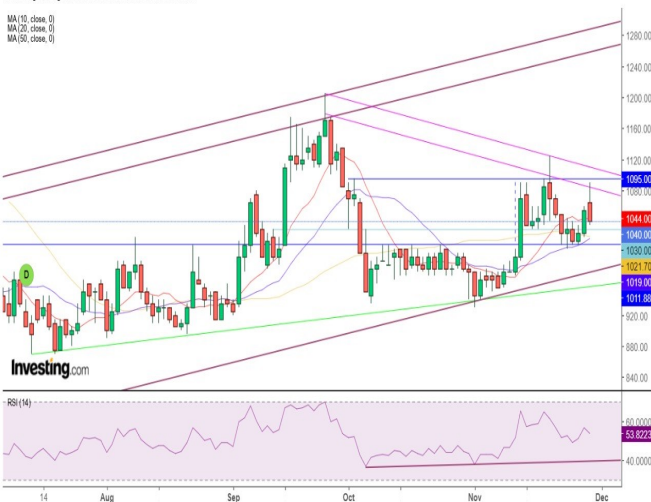 MA (10, close, 0)
MA (20, close, 0)
MA (50, close, 0)
1280.00
1240.00
1200.00
1160.00
1120.00
1095.00
1080.00
1044.00
1040.00
1030.00
1021.70
1019.00
1011.88
920.00
880.00
840.00
D
Investing.com
RSI (14)
60.0000
53.8223
40.0000
14
Aug
Sep
Oct
Nov
Dec